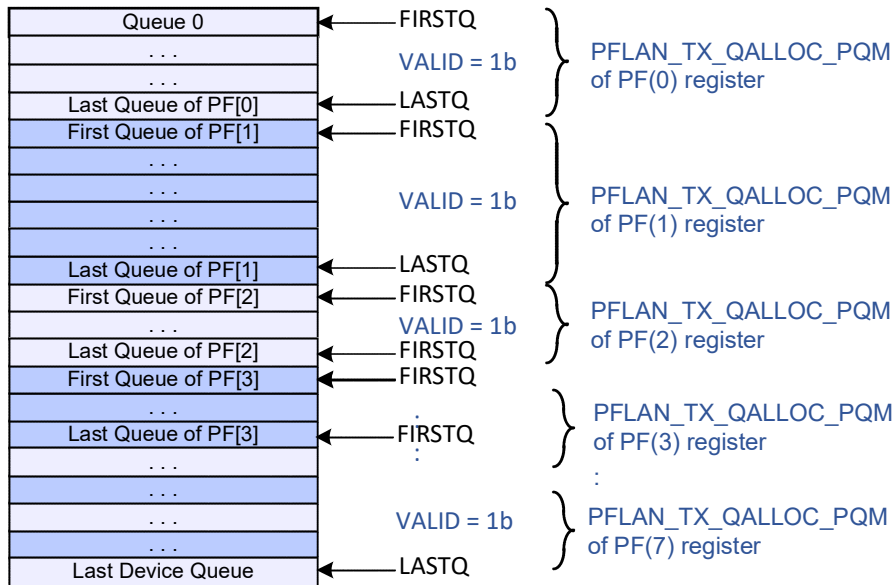 Queue 0
FIRSTQ
. . .
VALID = 1b
PFLAN_TX_QALLOC_PQM
of PF(0) register
. . .
Last Queue of PF[0]
LASTQ
First Queue of PF[1]
FIRSTQ
. . .
. . .
VALID = 1b
PFLAN_TX_QALLOC_PQM
of PF(1) register
. . .
. . .
Last Queue of PF[1]
LASTQ
First Queue of PF[2]
FIRSTQ
. . .
VALID = 1b
PFLAN_TX_QALLOC_PQM
of PF(2) register
Last Queue of PF[2]
FIRSTQ
First Queue of PF[3]
FIRSTQ
. . .
:
PFLAN_TX_QALLOC_PQM
of PF(3) register
Last Queue of PF[3]
FIRSTQ
:
. . .
:
. . .
. . .
VALID = 1b
PFLAN_TX_QALLOC_PQM
of PF(7) register
. . .
Last Device Queue
LASTQ